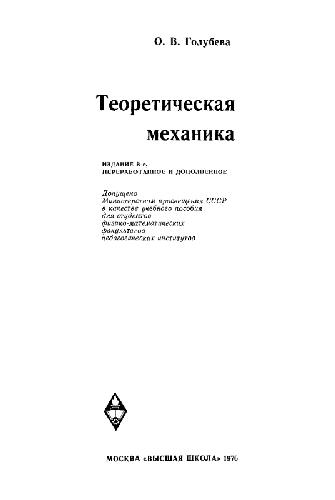 О. В. Голубева
Теоретическая
механика
ИЗДАНИЕ 2-е,
ПЕРЕРАБОТАННОЕ И ДОПОЛНЕННОЕ
Допущено
Министерством просвещения СССР
в качестве учебного пособия
для студентов
физико-математических
факультетов
педагогических институтов
МОСКВА «ВЫСШАЯ ШКОЛА» 1976